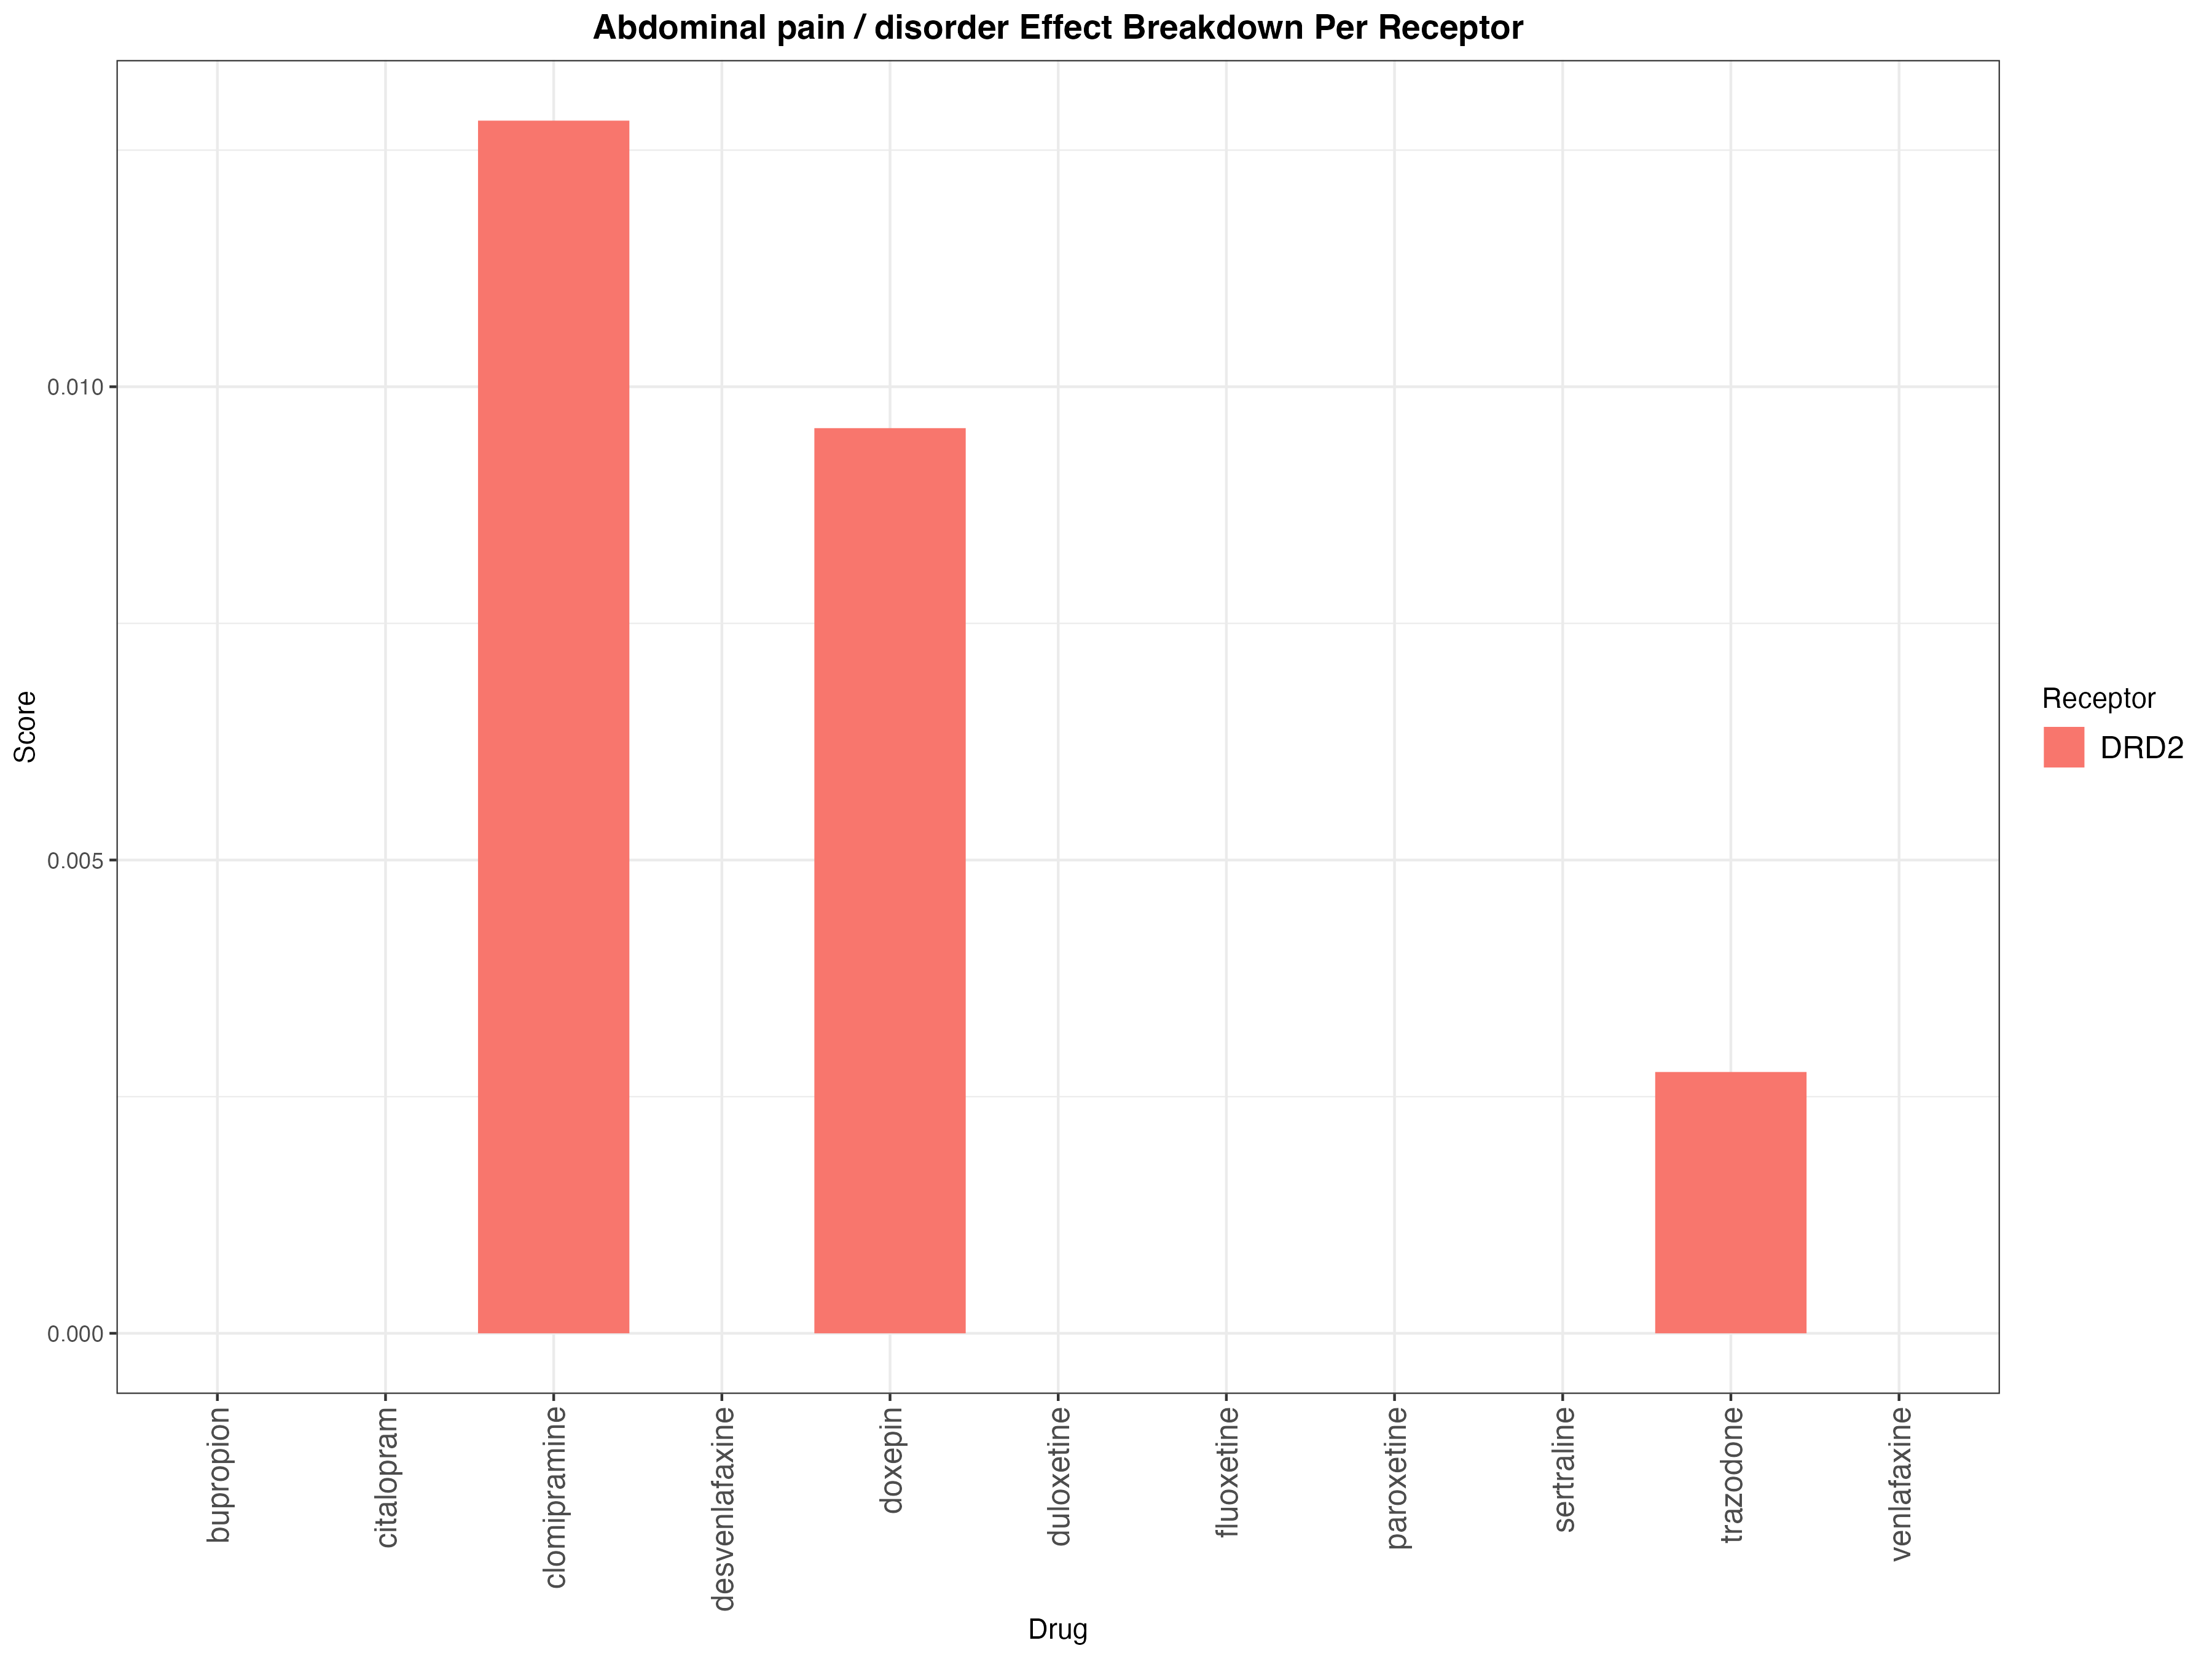 Abdominal pain / disorder Effect Breakdown Per Receptor
Score
0.010
0.005
0.000
bupropion
citalopram
clomipramine
desvenlafaxine
doxepin
duloxetine
fluoxetine
paroxetine
sertraline
trazodone
venlafaxine
Drug
Receptor
DRD2